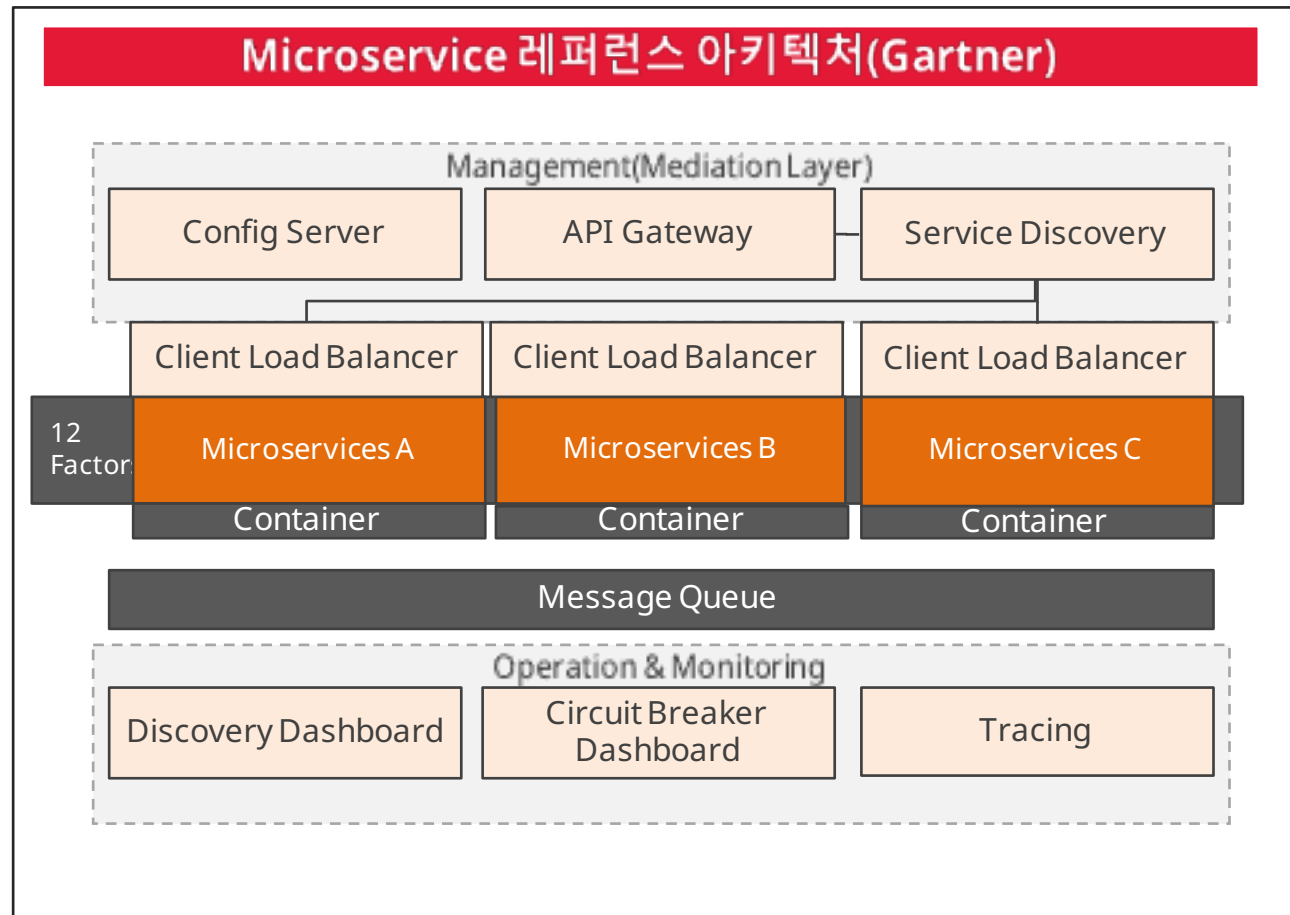 Microservice 레퍼런스 아키텍처(Gartner)
Management(Mediation Layer)
Config Server
API Gateway
Service Discovery
Client Load Balancer
Client Load Balancer
Client Load Balancer
12
Factor
Microservices A
Microservices B
Microservices C
Container
Container
Container
Message Queue
Operation & Monitoring
Discovery Dashboard
Circuit Breaker
Dashboard
Tracing